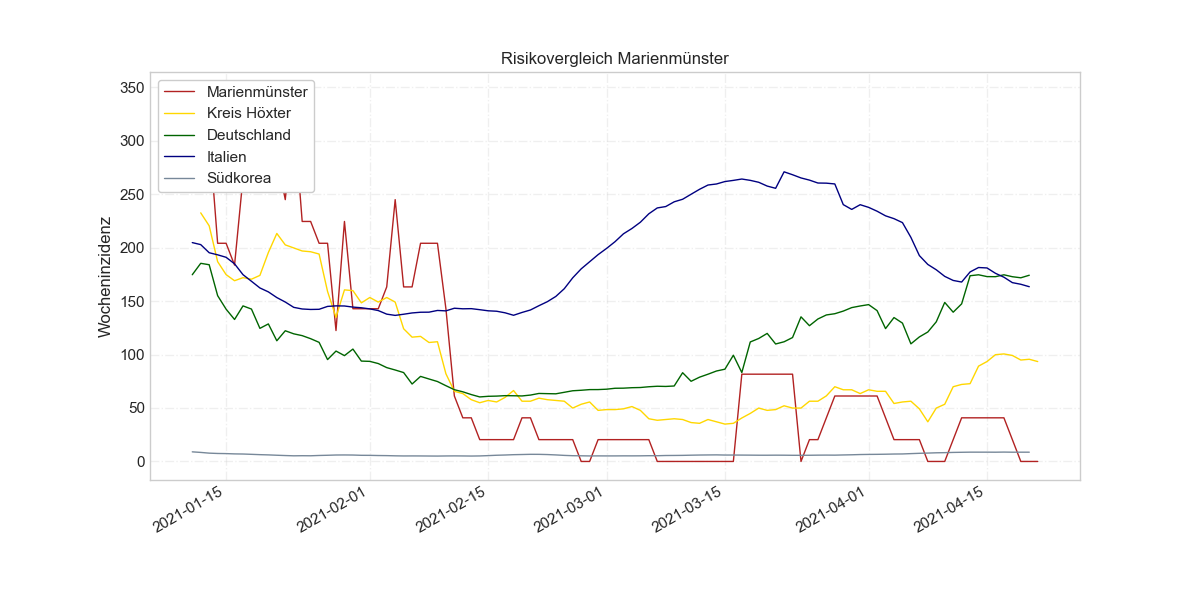 Risikovergleich Marienmünster
Wocheninzidenz
350
300
250
200
150
100
50
0
Marienmünster
Kreis Höxter
Deutschland
Italien
Südkorea
2021-01-15
2021-02-01
2021-02-15
2021-03-01
2021-03-15
2021-04-01
2021-04-15